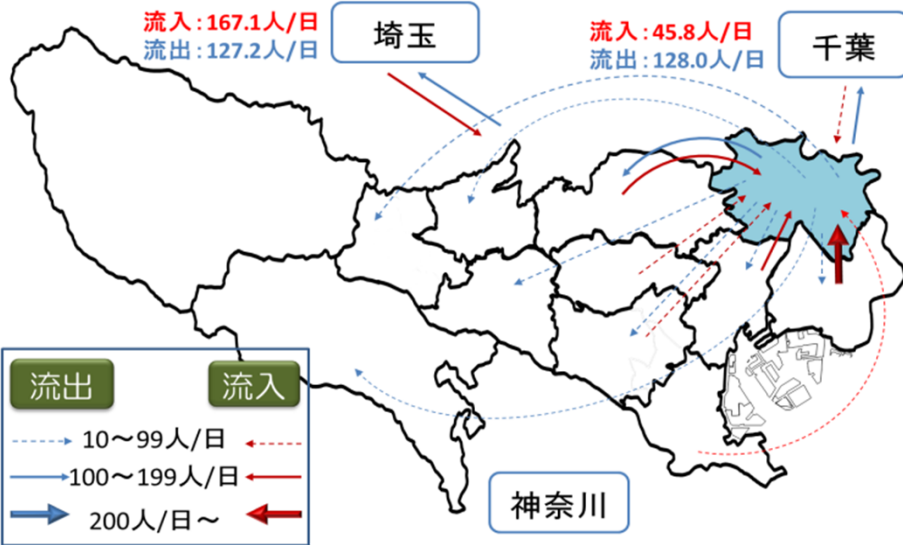 流入：167.1人/日
流出：127.2人/日
埼玉
流入：45.8人/日
流出：128.0人/日
千葉
流出
流入
10～99人/日
100～199人/日
200人/日～
神奈川